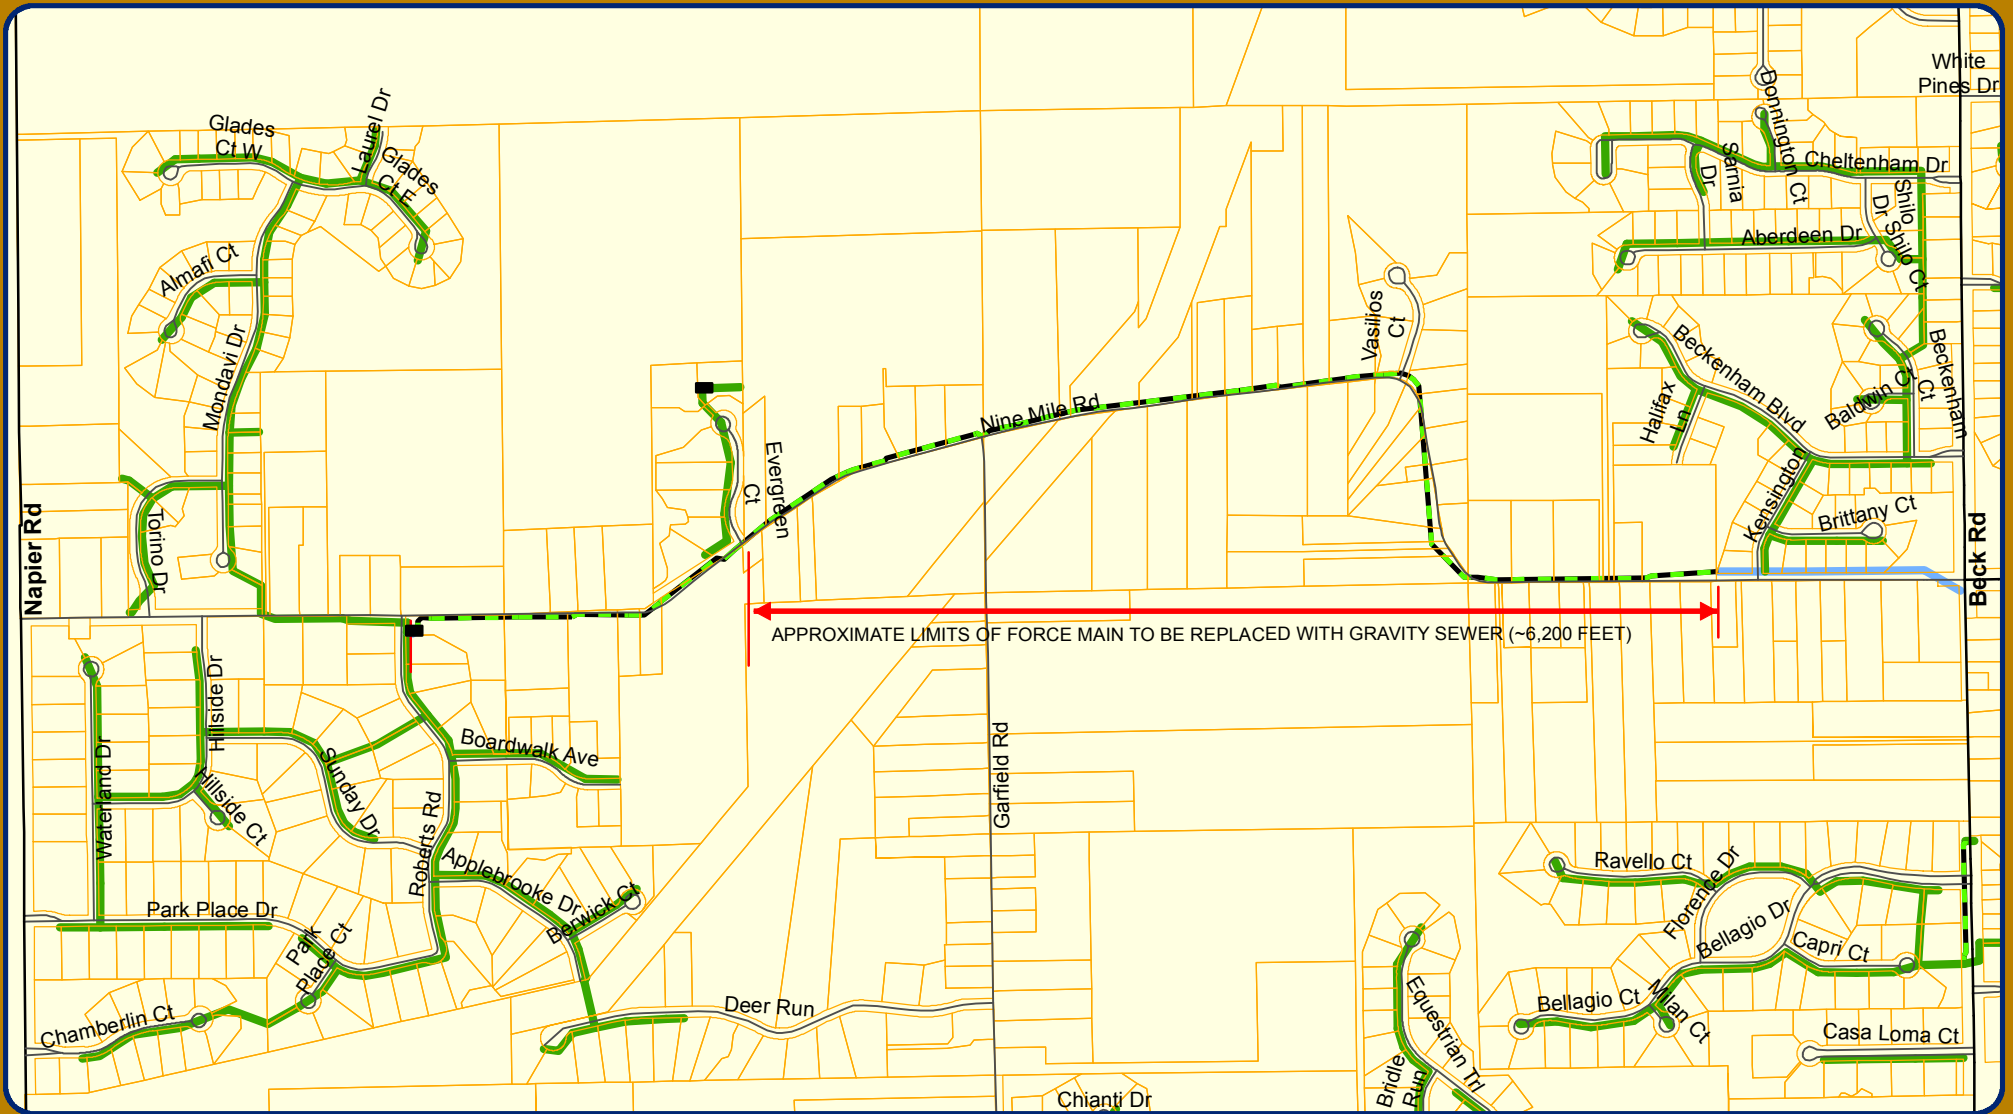 White
Pines Dr
Glades
Ct W
Laurel Dr
Glades
Ct E
Donnington Ct
Sarnia
Dr
Cheltenham Dr
Shilo
Dr
Shilo Ct
Aberdeen Dr
Almafi Ct
Mondavi Dr
Vasilios
Ct
Beckenham Blvd
Halifax
Ln
Baldwin Ct
Beckenham
Ct
Nine Mile Rd
Evergreen
Ct
Torino Dr
Napier Rd
Kensington
Brittany Ct
Beck Rd
APPROXIMATE LIMITS OF FORCE MAIN TO BE REPLACED WITH GRAVITY SEWER (~6,200 FEET)
Hillside Dr
Waterland Dr
Hillside Ct
Sunday Dr
Boardwalk Ave
Garfield Rd
Roberts Rd
Applebrooke Dr
Berwick Ct
Park Place Dr
Park
Place Ct
Chamberlin Ct
Deer Run
Ravello Ct
Florence Dr
Bellagio Dr
Capri Ct
Bellagio Ct
Milan Ct
Casa Loma Ct
Equestrian Trl
Bridle
Run
Chianti Dr